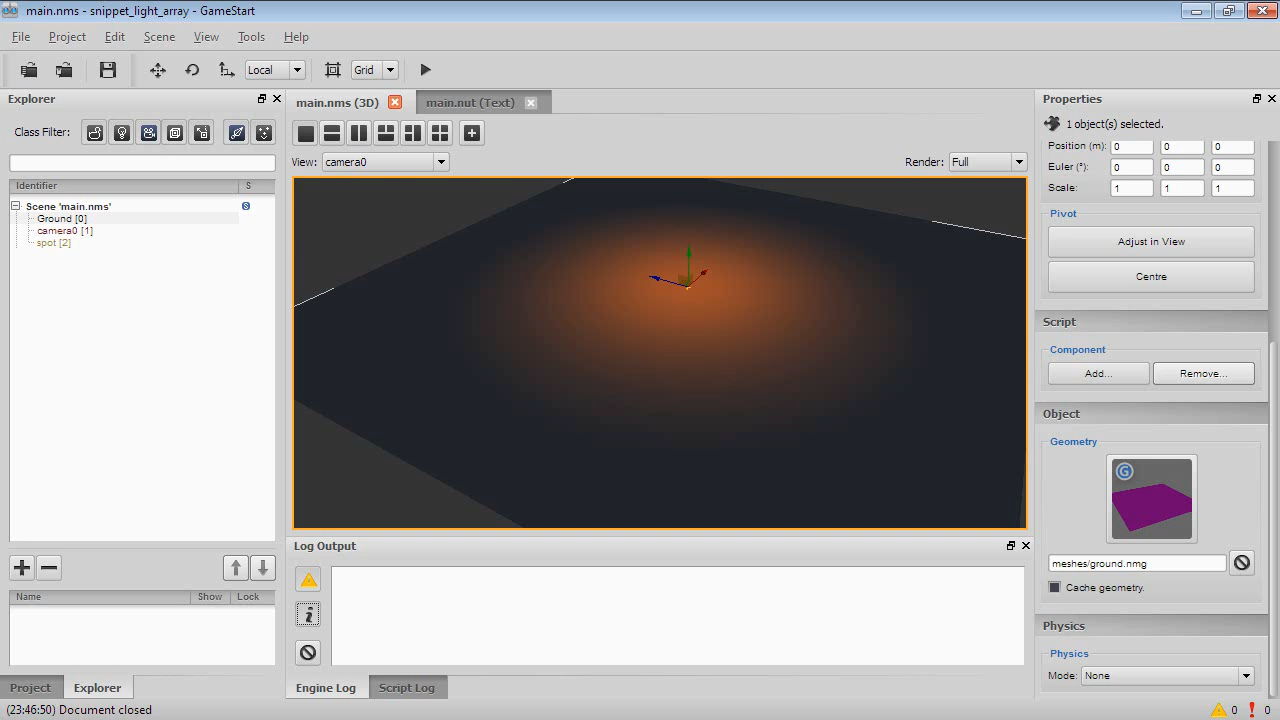 main.nms - snippet_light_array - GameStart
File Project Edit Scene View Tools Help
Local Grid
Explorer
Class Filter:
Identifier S
Scene 'main.nms'
Ground [0]
camera0 [1]
spot [2]
Name Show Lock
Project Explorer
(23:46:50) Document closed
main.nms (3D) main.nut (Text)
View: camera0 Render: Full
Log Output
Engine Log Script Log
Properties
1 object(s) selected.
Position (m): 0 0 0
Euler (°): 0 0 0
Scale: 1 1 1
Pivot
Adjust in View
Centre
Script
Component
Add... Remove...
Object
Geometry
G
meshes/ground.nmg
Cache geometry.
Physics
Physics
Mode: None
0 0